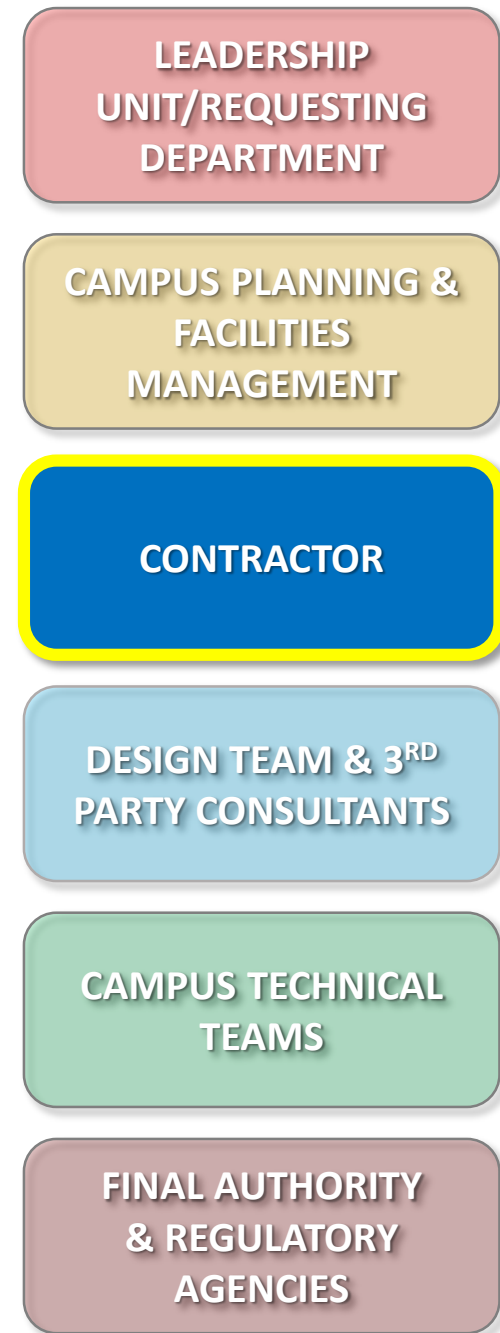 LEADERSHIP
UNIT/REQUESTING
DEPARTMENT
CAMPUS PLANNING &
FACILITIES
MANAGEMENT
CONTRACTOR
DESIGN TEAM & 3RD
PARTY CONSULTANTS
CAMPUS TECHNICAL
TEAMS
FINAL AUTHORITY
& REGULATORY
AGENCIES